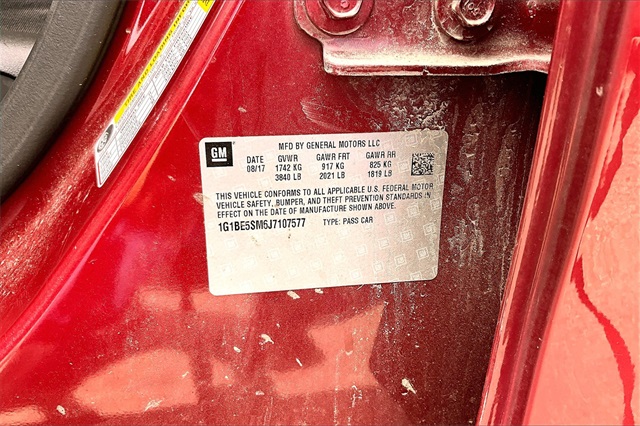 GM
MFD BY GENERAL MOTORS LLC
DATE GVWR GAWR FRT GAWR RR
08/17 1742 KG 917 KG 825 KG
3840 LB 2021 LB 1819 LB
THIS VEHICLE CONFORMS TO ALL APPLICABLE U.S. FEDERAL MOTOR
VEHICLE SAFETY, BUMPER, AND THEFT PREVENTION STANDARDS IN
EFFECT ON THE DATE OF MANUFACTURE SHOWN ABOVE.
1G1BE5SM6J7107577 TYPE: PASS CAR